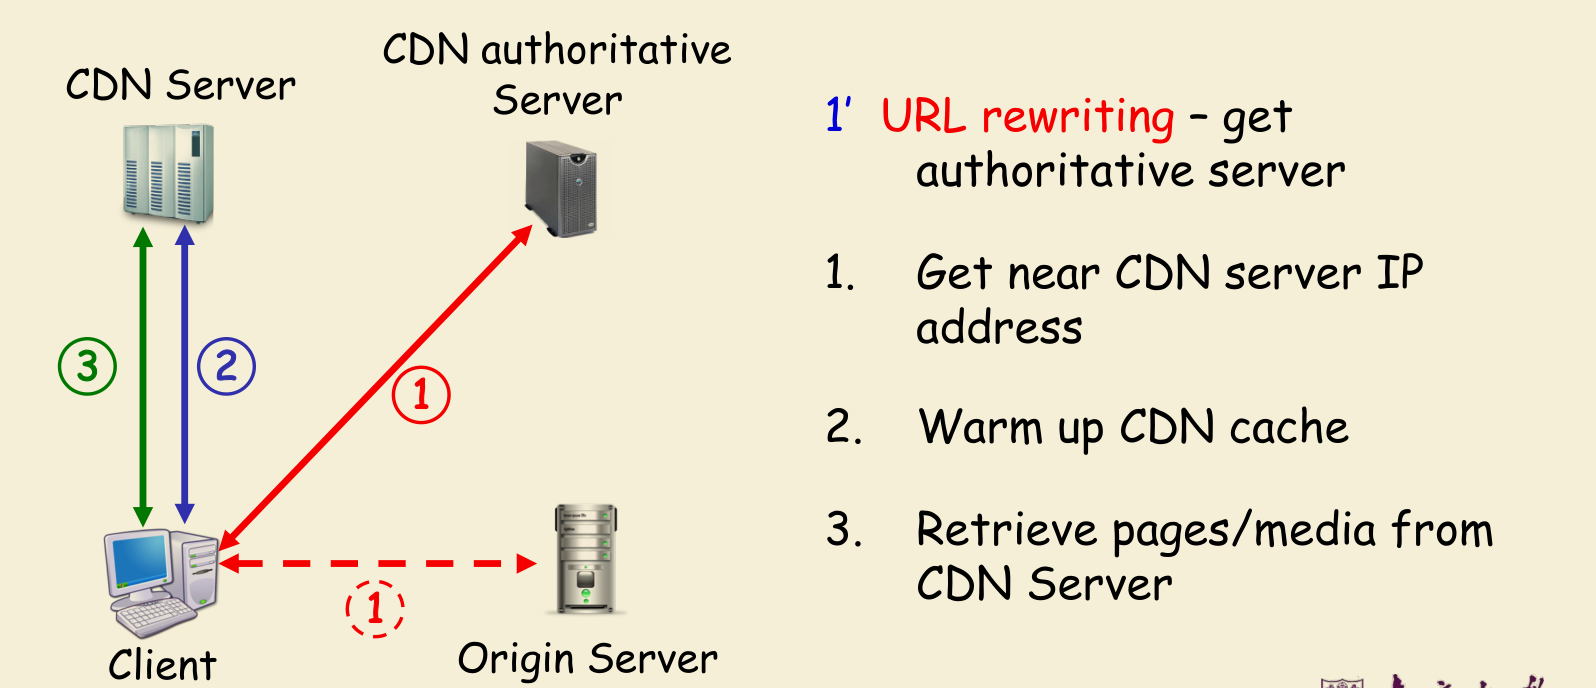 CDN authoritative
Server
CDN Server
3
2
1
1
Client
Origin Server
1’ URL rewriting – get
authoritative server
1. Get near CDN server IP
address
2. Warm up CDN cache
3. Retrieve pages/media from
CDN Server